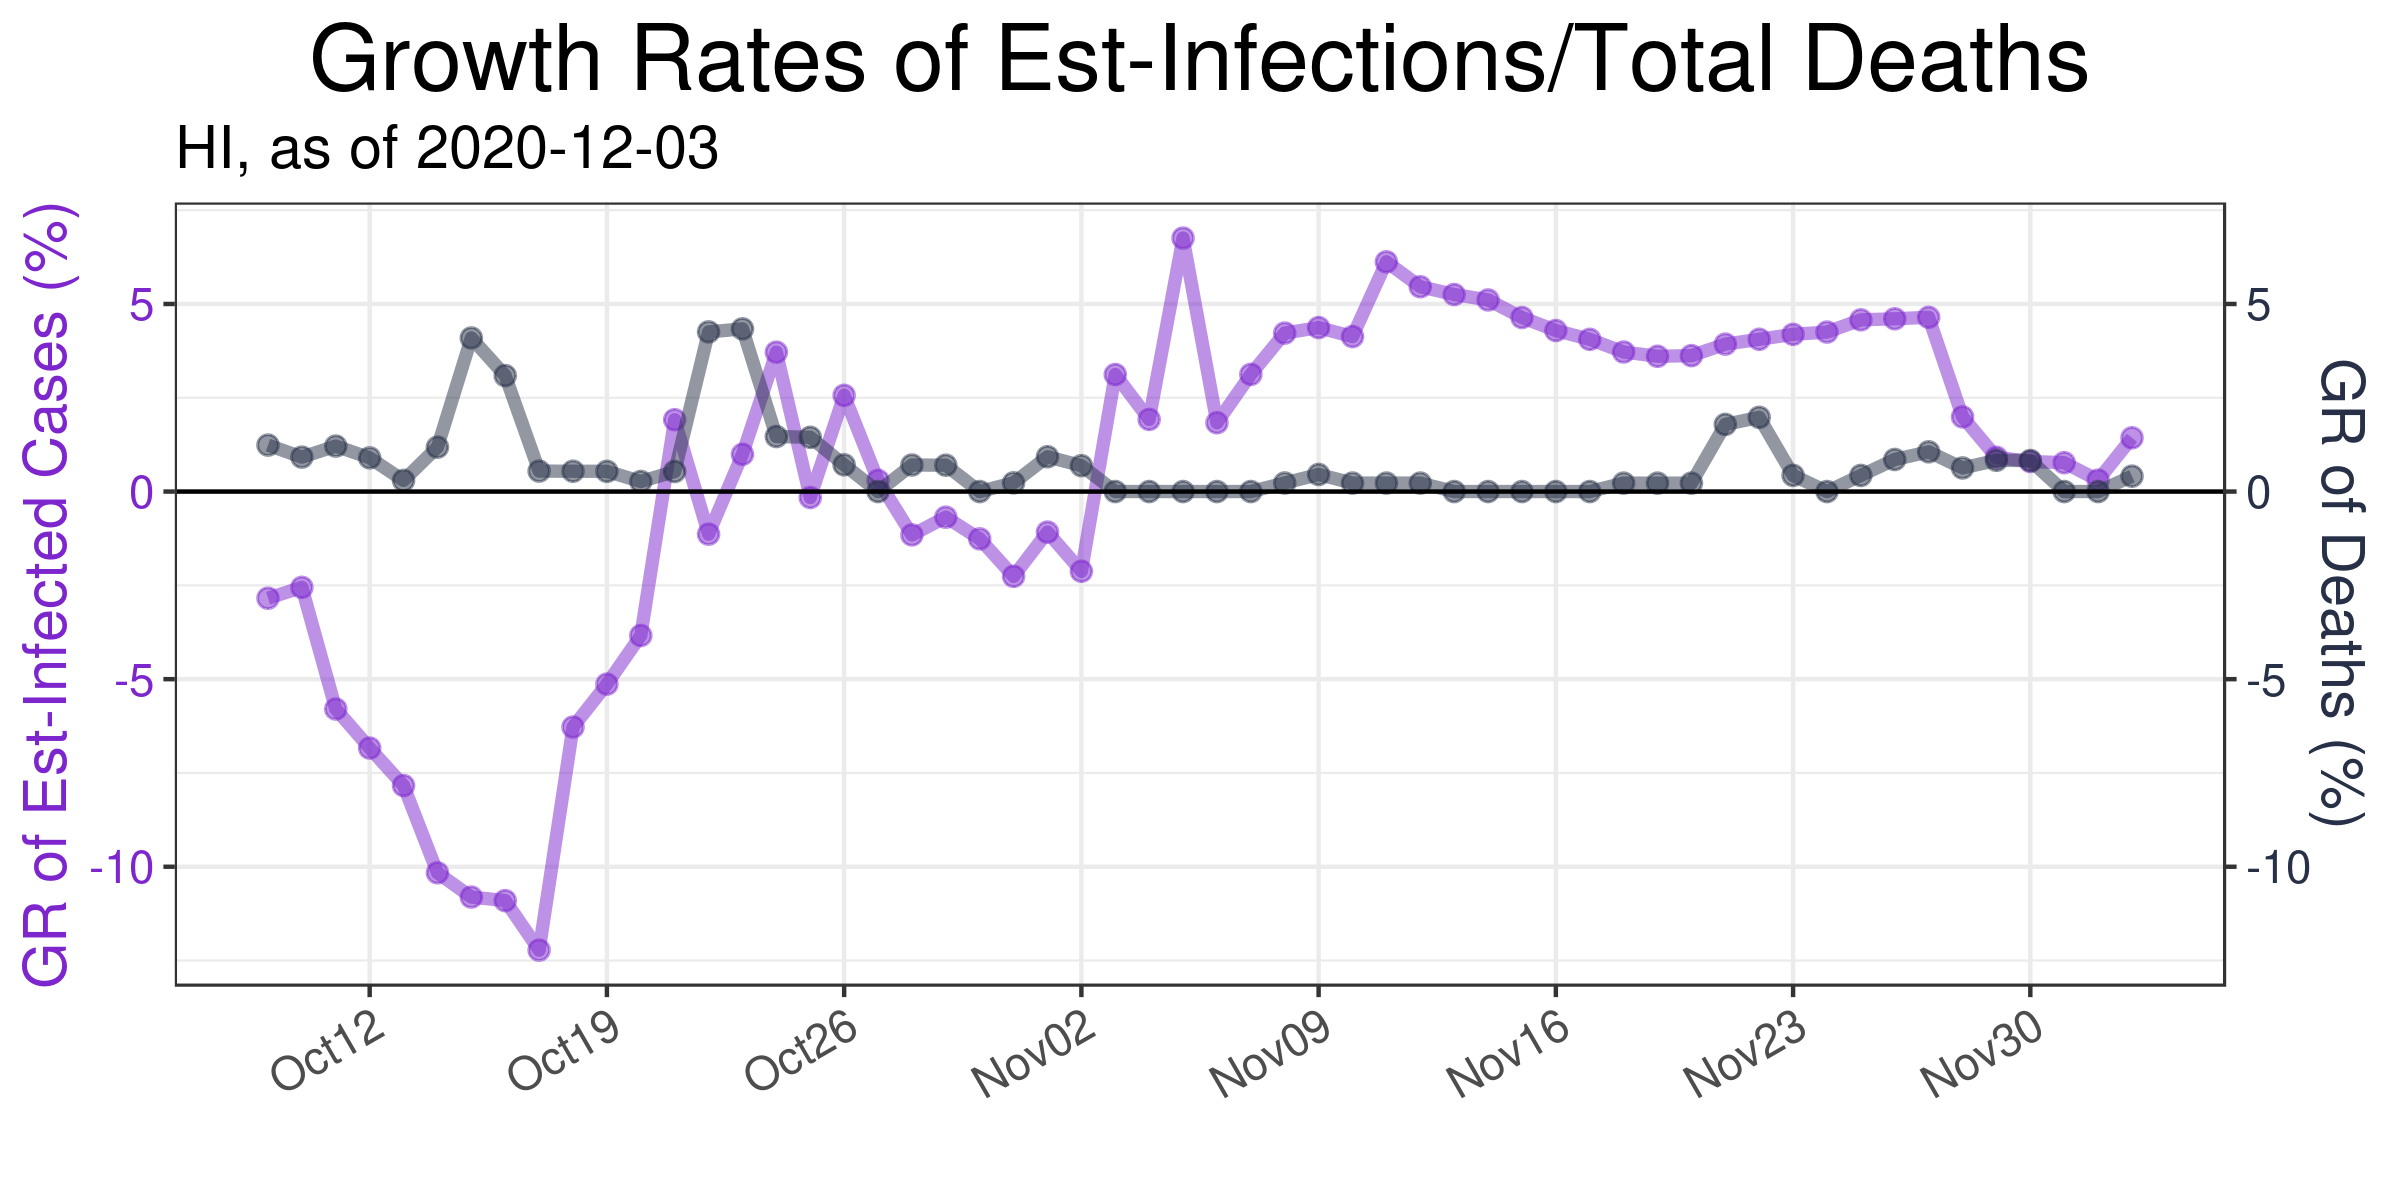 Growth Rates of Est-Infections/Total Deaths
HI, as of 2020-12-03
GR of Est-Infected Cases (%)
5
0
-5
-10
5
0
-5
-10
GR of Deaths (%)
Oct12
Oct19
Oct26
Nov02
Nov09
Nov16
Nov23
Nov30